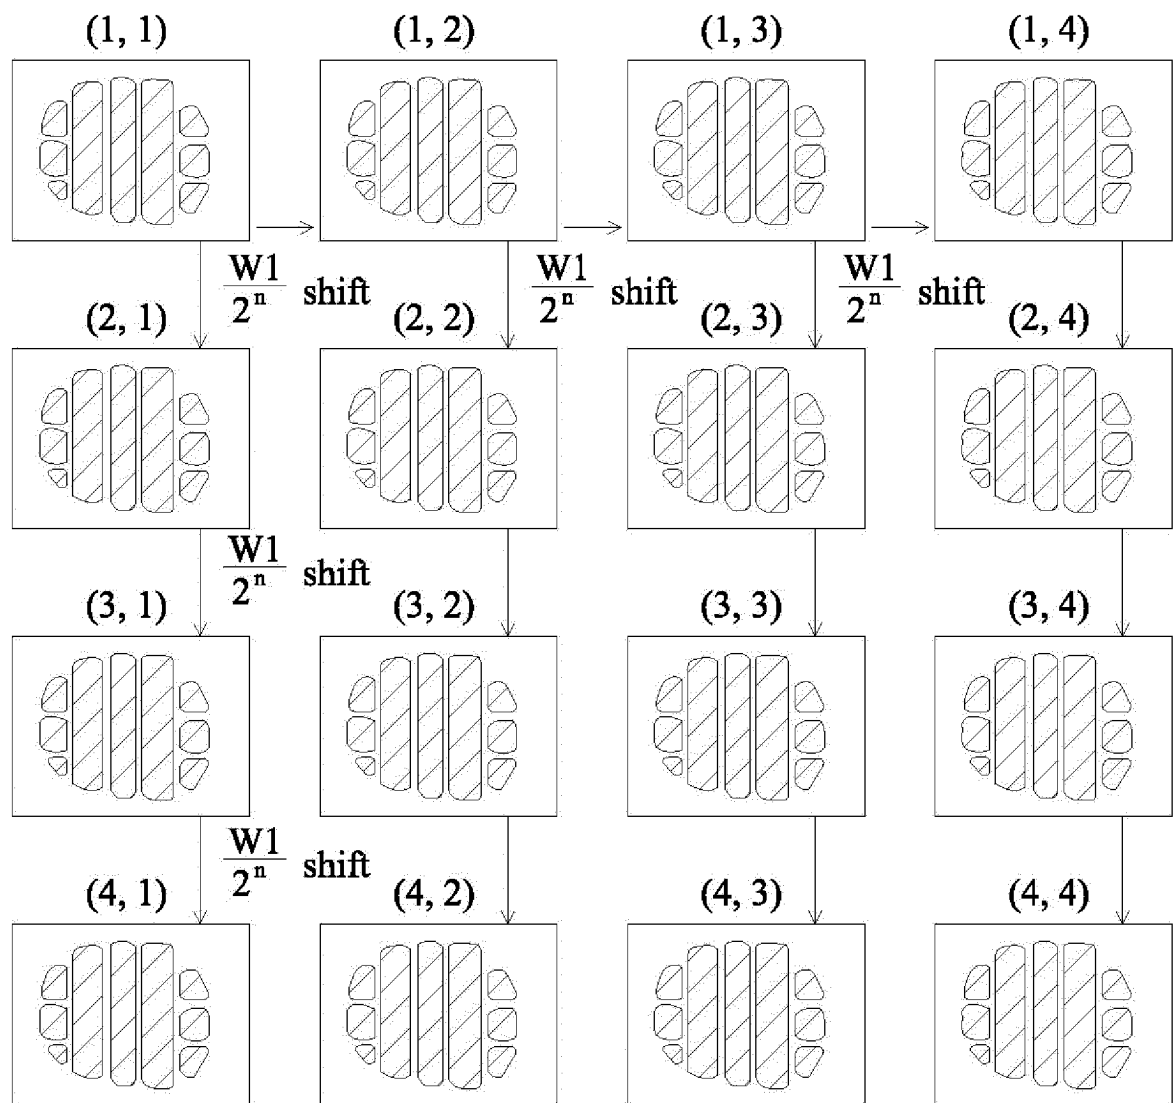 (1, 1) (1, 2) (1, 3) (1, 4)
W1/2ⁿ shift W1/2ⁿ shift W1/2ⁿ shift
(2, 1) (2, 2) (2, 3) (2, 4)
W1/2ⁿ shift
(3, 1) (3, 2) (3, 3) (3, 4)
W1/2ⁿ shift
(4, 1) (4, 2) (4, 3) (4, 4)